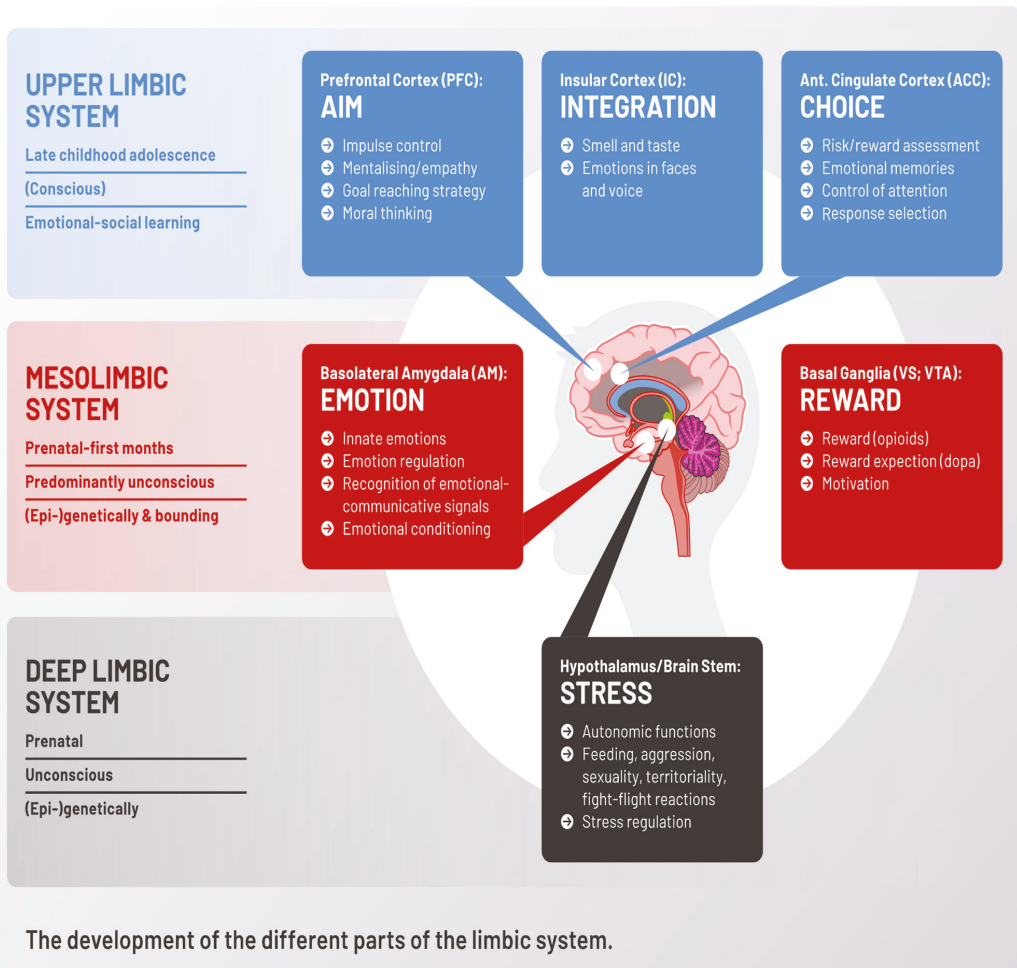 UPPER LIMBIC
SYSTEM
Late childhood adolescence
(Conscious)
Emotional-social learning
Prefrontal Cortex (PFC):
AIM
Impulse control
Mentalising/empathy
Goal reaching strategy
Moral thinking
Insular Cortex (IC):
INTEGRATION
Smell and taste
Emotions in faces
and voice
Ant. Cingulate Cortex (ACC):
CHOICE
Risk/reward assessment
Emotional memories
Control of attention
Response selection
MESOLIMBIC
SYSTEM
Prenatal-first months
Predominantly unconscious
(Epi-)genetically & bounding
Basolateral Amygdala (AM):
EMOTION
Innate emotions
Emotion regulation
Recognition of emotional-
communicative signals
Emotional conditioning
Basal Ganglia (VS; VTA):
REWARD
Reward (opioids)
Reward expection (dopa)
Motivation
DEEP LIMBIC
SYSTEM
Prenatal
Unconscious
(Epi-)genetically
Hypothalamus/Brain Stem:
STRESS
Autonomic functions
Feeding, aggression,
sexuality, territoriality,
fight-flight reactions
Stress regulation
The development of the different parts of the limbic system.